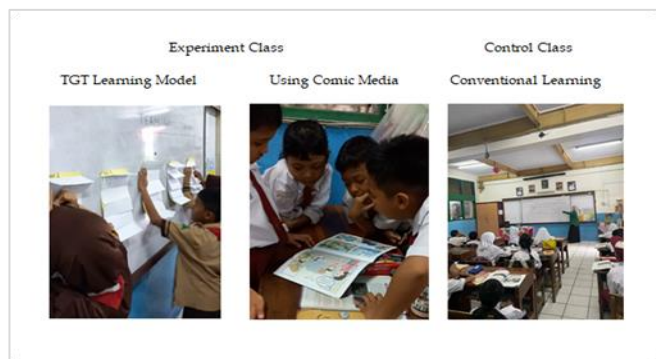 Experiment Class
Control Class
TGT Learning Model
Using Comic Media
Conventional Learning